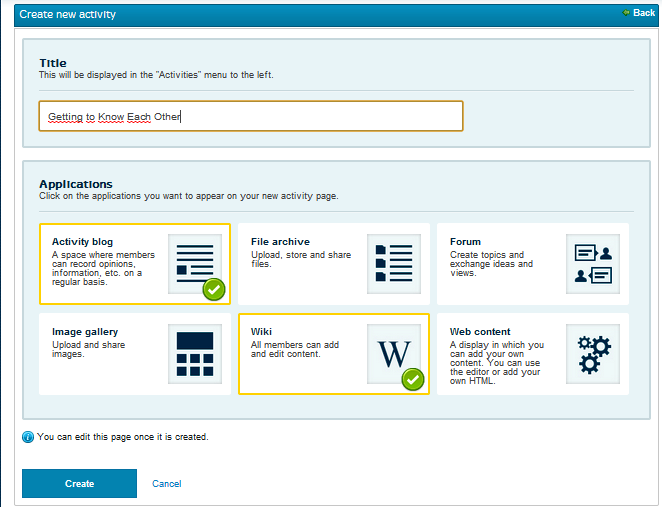 Create new activity
Back
Title
This will be displayed in the "Activities" menu to the left.
Getting to Know Each Other
Applications
Click on the applications you want to appear on your new activity page.
Activity blog
A space where members
can record opinions,
information, etc. on a
regular basis.
File archive
Upload, store and share
files.
Forum
Create topics and
exchange ideas and
views.
Image gallery
Upload and share
images.
Wiki
All members can add
and edit content.
W
Web content
A display in which you
can add your own
content. You can use
the editor or add your
own HTML.
You can edit this page once it is created.
Create
Cancel